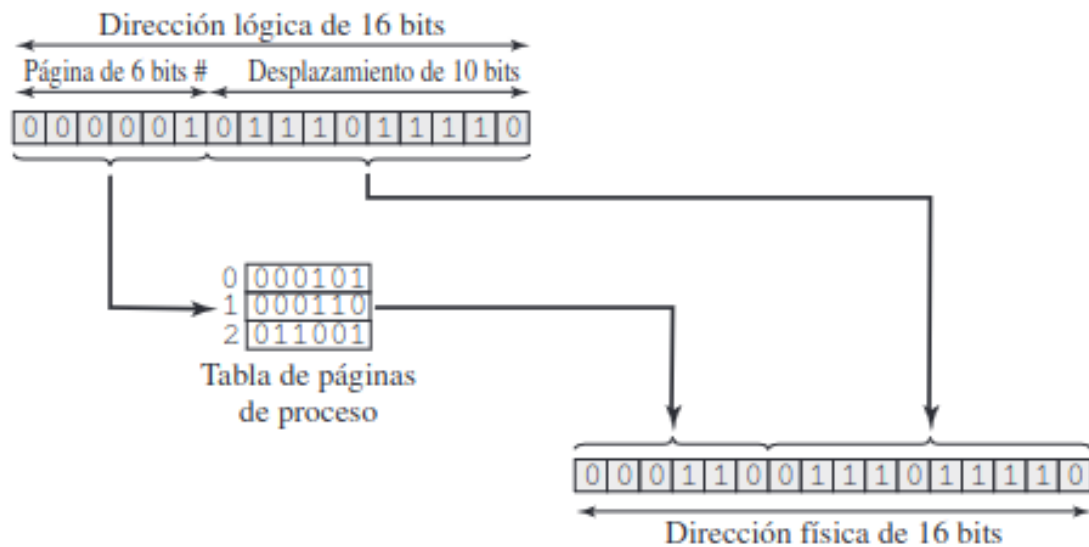 Dirección lógica de 16 bits
Página de 6 bits # Desplazamiento de 10 bits
0 0 0 0 0 1 0 1 1 1 0 1 1 1 1 0
0 000101
1 000110
2 011001
Tabla de páginas
de proceso
0 0 0 1 1 0 0 1 1 1 0 1 1 1 1 0
Dirección física de 16 bits